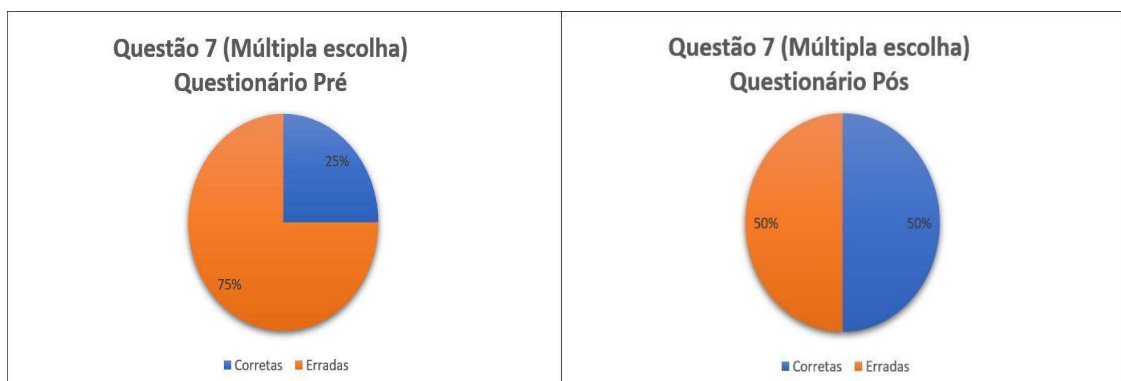 Questão 7 (Múltipla escolha)
Questionário Pré
25%
75%
Corretas Erradas
Questão 7 (Múltipla escolha)
Questionário Pós
50%
50%
Corretas Erradas